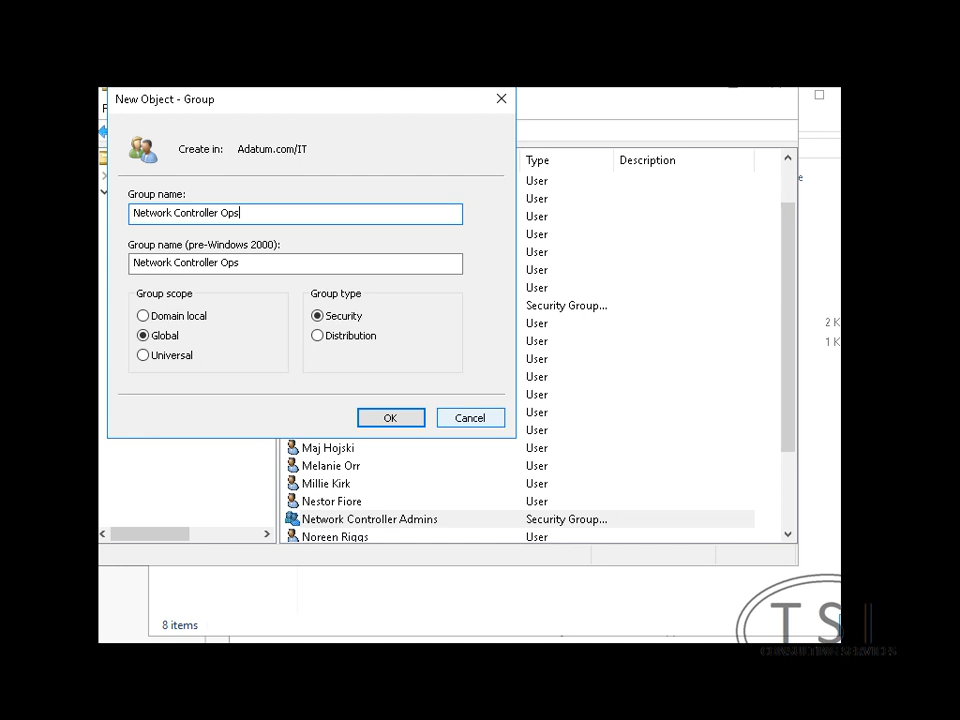 New Object - Group
Create in: Adatum.com/IT
Group name:
Network Controller Ops
Group name (pre-Windows 2000):
Network Controller Ops
Group scope
Domain local
Global
Universal
Group type
Security
Distribution
OK
Cancel
Type
Description
User
User
User
User
User
User
User
Security Group...
User
User
User
User
User
User
User
Maj Hojski User
Melanie Orr User
Millie Kirk User
Nestor Fiore User
Network Controller Admins Security Group...
Noreen Riggs User
2 K
1 K
8 items
TSI
CONSULTING SERVICES